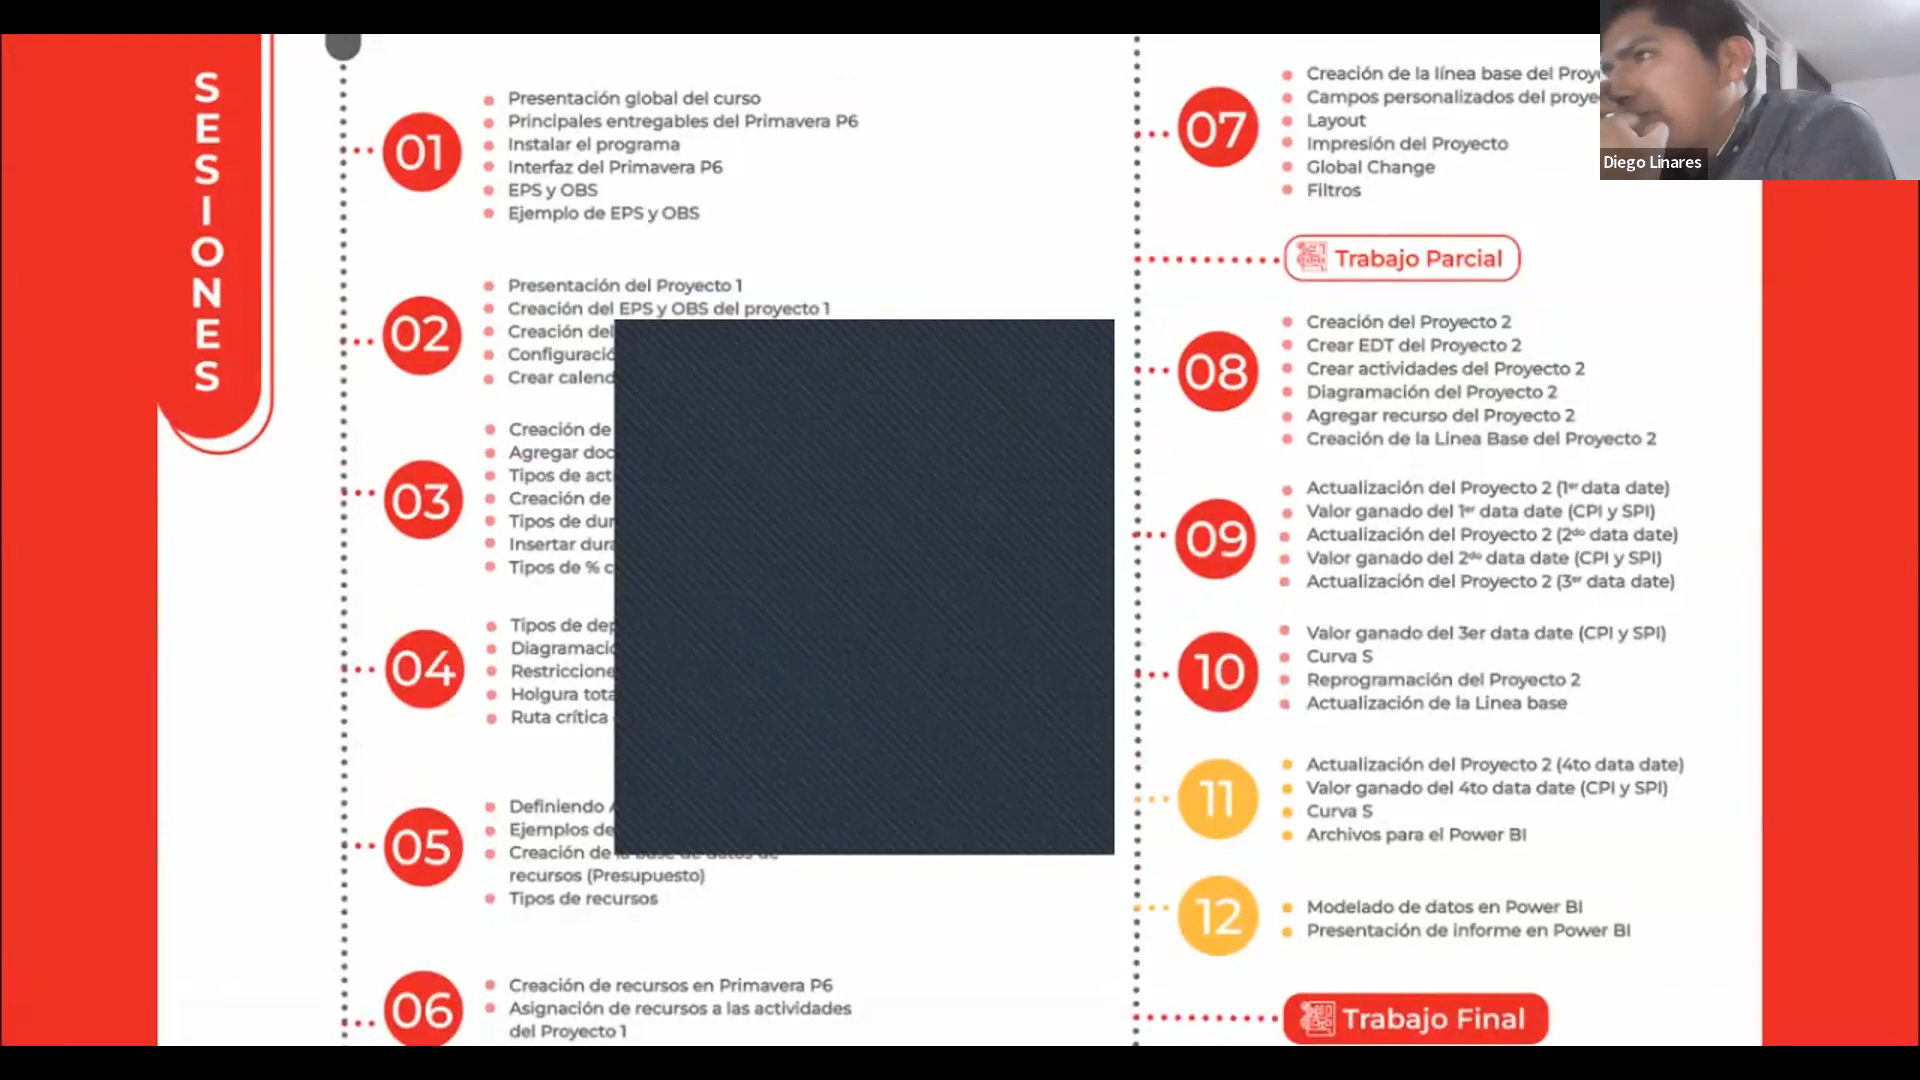 SESIONES
01
Presentación global del curso
Principales entregables del Primavera P6
Instalar el programa
Interfaz del Primavera P6
EPS y OBS
Ejemplo de EPS y OBS
02
Presentación del Proyecto 1
Creación del EPS y OBS del proyecto 1
Creación del
Crear
03
Creación de
Agregar
Tipos de
Creación de
Tipos de
Insertar
Tipos de %
04
Tipos de
Holgura
Ruta crítica
05
Definiendo
Ejemplos de
Creación de la base de datos de
recursos (Presupuesto)
Tipos de recursos
06
Creación de recursos en Primavera P6
Asignación de recursos a las actividades
del Proyecto 1
07
Creación de la línea base del
Campos personalizados del
Layout
Impresión del Proyecto
Global Change
Filtros
Trabajo Parcial
08
Creación del Proyecto 2
Crear EDT del Proyecto 2
Crear actividades del Proyecto 2
Diagramación del Proyecto 2
Agregar recurso del Proyecto 2
Creación de la Linea Base del Proyecto 2
09
Actualización del Proyecto 2 (1er data date)
Valor ganado del 1er data date (CPI y SPI)
Actualización del Proyecto 2 (2do data date)
Valor ganado del 2do data date (CPI y SPI)
Actualización del Proyecto 2 (3er data date)
10
Valor ganado del 3er data date (CPI y SPI)
Curva S
Reprogramación del Proyecto 2
Actualización de la Linea base
11
Actualización del Proyecto 2 (4to data date)
Valor ganado del 4to data date (CPI y SPI)
Curva S
Archivos para el Power BI
12
Modelado de datos en Power BI
Presentación de informe en Power BI
Trabajo Final
Diego Linares